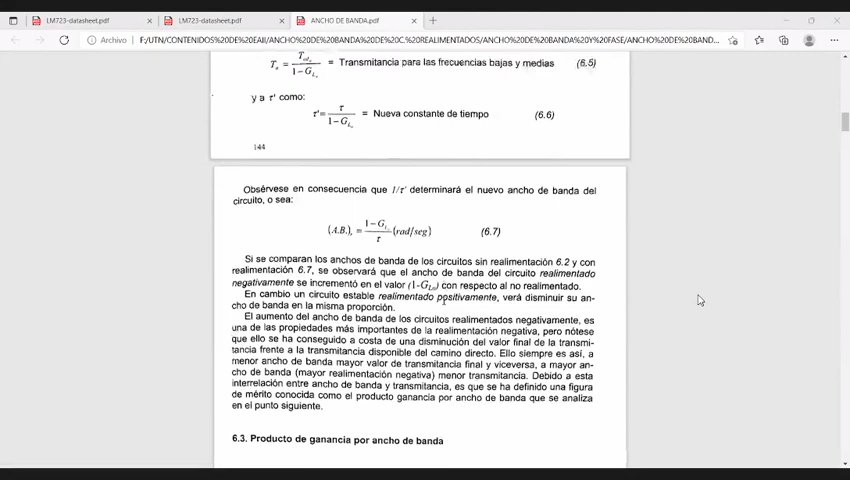 LM723-datasheet.pdf
LM723-datasheet.pdf
ANCHO DE BANDA.pdf
Archivo | F:/UTN/CONTENIDOS%20DE%20EAII/ANCHO%20DE%20BANDA%20DE%20C.%20REALIMENTADOS/ANCHO%20DE%20BANDA%20Y%20FASE/ANCHO%20DE%20BAND...
= Transmitancia para las frecuencias bajas y medias (6.5)
y a τ' como:
τ' = τ / 1 – G_Lo = Nueva constante de tiempo (6.6)
144
Obsérvese en consecuencia que 1/τ' determinará el nuevo ancho de banda del
circuito, o sea:
(A.B.)r = 1 – G_Lo / τ (rad/seg) (6.7)
Si se comparan los anchos de banda de los circuitos sin realimentación 6.2 y con
realimentación 6.7, se observará que el ancho de banda del circuito realimentado
negativamente se incrementó en el valor (1-G_Lo) con respecto al no realimentado.
En cambio un circuito estable realimentado positivamente, verá disminuir su an-
cho de banda en la misma proporción.
El aumento del ancho de banda de los circuitos realimentados negativamente, es
una de las propiedades más importantes de la realimentación negativa, pero nótese
que ello se ha conseguido a costa de una disminución del valor final de la transmi-
tancia frente a la transmitancia disponible del camino directo. Ello siempre es así, a
menor ancho de banda mayor valor de transmitancia final y viceversa, a mayor an-
cho de banda (mayor realimentación negativa) menor transmitancia. Debido a esta
interrelación entre ancho de banda y transmitancia, es que se ha definido una figura
de mérito conocida como el producto ganancia por ancho de banda que se analiza
en el punto siguiente.
6.3. Producto de ganancia por ancho de banda